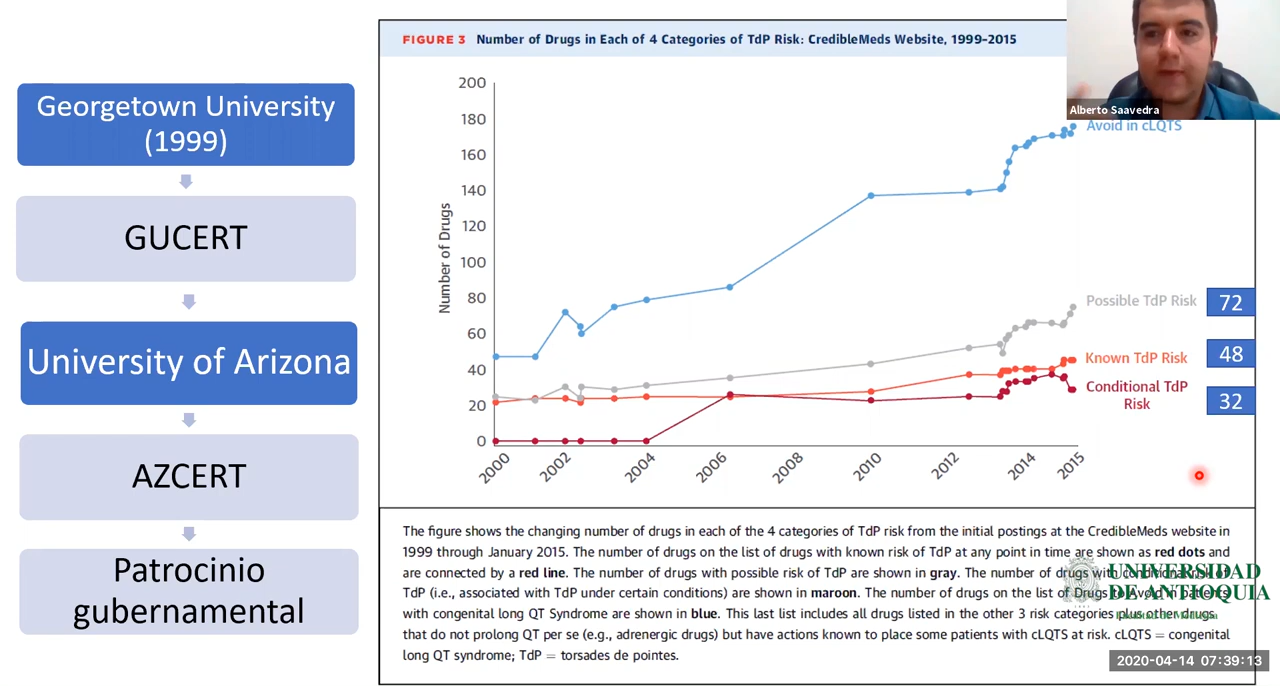 Georgetown University
(1999)
GUCERT
University of Arizona
AZCERT
Patrocinio
gubernamental
FIGURE 3 Number of Drugs in Each of 4 Categories of TdP Risk: CredibleMeds Website, 1999–2015
Number of Drugs
200
180
160
140
120
100
80
60
40
20
0
2000
2002
2004
2006
2008
2010
2012
2014
2015
Avoid in cLQTS
Possible TdP Risk
72
Known TdP Risk
48
Conditional TdP
Risk
32
Alberto Saavedra
The figure shows the changing number of drugs in each of the 4 categories of TdP risk from the initial postings at the CredibleMeds website in
1999 through January 2015. The number of drugs on the list of drugs with known risk of TdP at any point in time are shown as red dots and
are connected by a red line. The number of drugs with possible risk of TdP are shown in gray. The number of drugs with conditional risk of
TdP (i.e., associated with TdP under certain conditions) are shown in maroon. The number of drugs on the list of Drugs to Avoid in patients
with congenital long QT Syndrome are shown in blue. This last list includes all drugs listed in the other 3 risk categories plus other drugs
that do not prolong QT per se (e.g., adrenergic drugs) but have actions known to place some patients with cLQTS at risk. cLQTS = congenital
long QT syndrome; TdP = torsades de pointes.
UNIVERSIDAD
DE ANTIOQUIA
Facultad de Medicina
2020-04-14 07:39:13